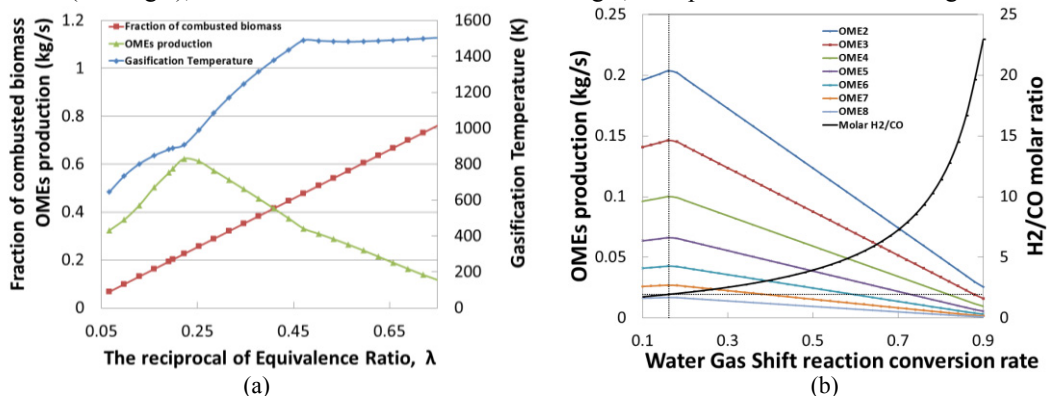 Fraction of combusted biomass
OMEs production (kg/s)
1.2
1
0.8
0.6
0.4
0.2
0
Fraction of combusted biomass
OMEs production
Gasification Temperature
1600
1400
1200
1000
800
600
400
200
0
Gasification Temperature (K)
0.05 0.25 0.45 0.65
The reciprocal of Equivalence Ratio, λ
(a)
OMEs production (kg/s)
0.25
0.2
0.15
0.1
0.05
0
OME2
OME3
OME4
OME5
OME6
OME7
OME8
Molar H2/CO
25
20
15
10
5
0
H2/CO molar ratio
0.1 0.3 0.5 0.7 0.9
Water Gas Shift reaction conversion rate
(b)